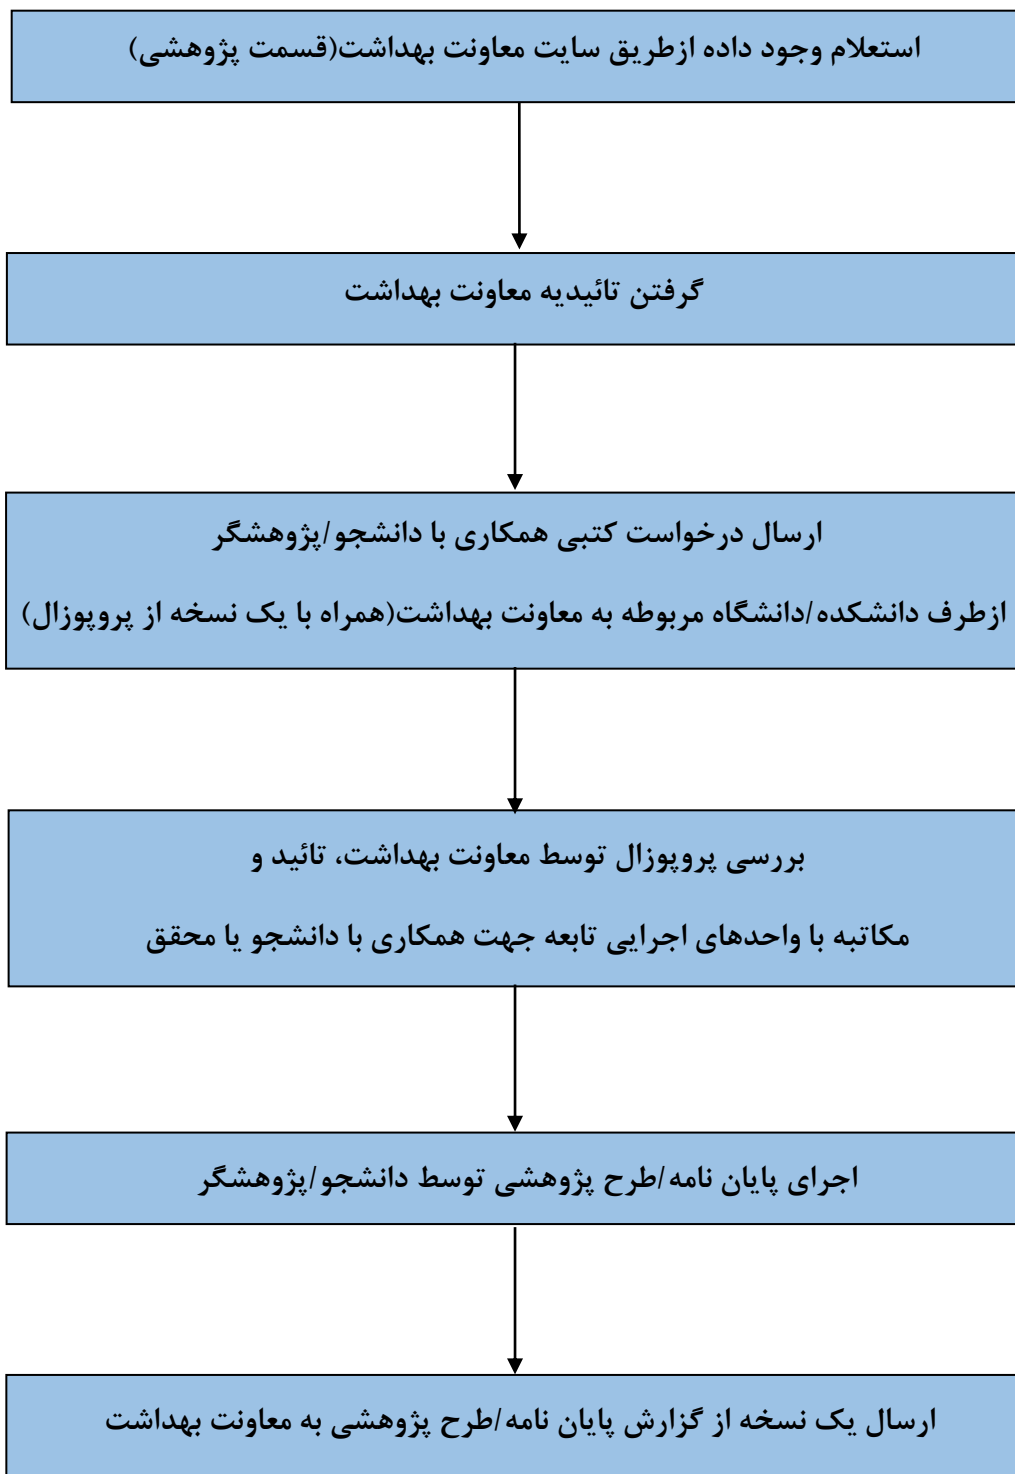 استعلام وجود داده ازطریق سایت معاونت بهداشت(قسمت پژوهشی)
گرفتن تائیدیه معاونت بهداشت
ارسال درخواست کتبی همکاری با دانشجو/پژوهشگر
ازطرف دانشکده/دانشگاه مربوطه به معاونت بهداشت(همراه با یک نسخه از پروپوزال)
بررسی پروپوزال توسط معاونت بهداشت، تائید و
مکاتبه با واحدهای اجرایی تابعه جهت همکاری با دانشجو یا محقق
اجرای پایان نامه/طرح پژوهشی توسط دانشجو/پژوهشگر
ارسال یک نسخه از گزارش پایان نامه/طرح پژوهشی به معاونت بهداشت